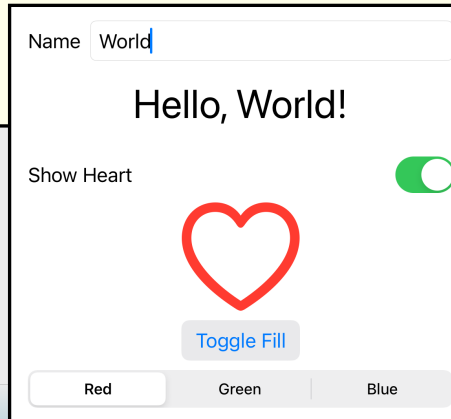 Name World
Hello, World!
Show Heart
Toggle Fill
Red Green Blue